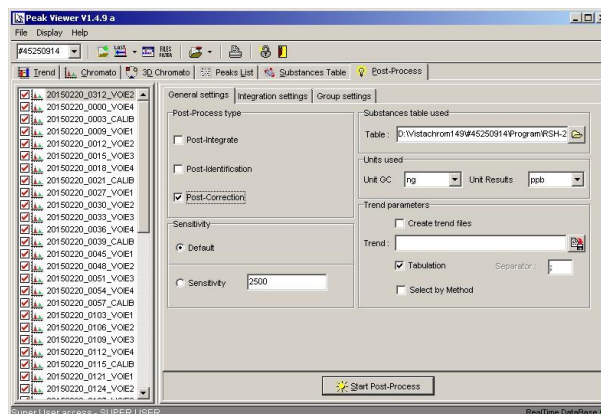 Peak Viewer V1.4.9 a
File Display Help
#45250914
LAST
FILES
FILTER
Trend Chromato 3D Chromato Peaks List Substances Table Post-Process
20150220_0312_VOIE2
20150220_0000_VOIE4
20150220_0003_CALIB
20150220_0009_VOIE1
20150220_0012_VOIE2
20150220_0015_VOIE3
20150220_0018_VOIE4
20150220_0021_CALIB
20150220_0027_VOIE1
20150220_0030_VOIE2
20150220_0033_VOIE3
20150220_0036_VOIE4
20150220_0039_CALIB
20150220_0045_VOIE1
20150220_0048_VOIE2
20150220_0051_VOIE3
20150220_0054_VOIE4
20150220_0057_CALIB
20150220_0103_VOIE1
20150220_0106_VOIE2
20150220_0109_VOIE3
20150220_0112_VOIE4
20150220_0115_CALIB
20150220_0121_VOIE1
20150220_0124_VOIE2
General settings Integration settings Group settings
Post-Process type
Post-Integrate
Post-Identification
Post-Correction
Sensitivity
Default
Sensitivity 2500
Substances table used
Table : D:\Vistachrom149\#45250914\Program\RSH-2
Units used
Unit GC ng Unit Results ppb
Trend parameters
Create trend files
Trend :
Tabulation Separator : ;
Select by Method
Start Post-Process
Super User access - SUPER USER
RealTime DataBase